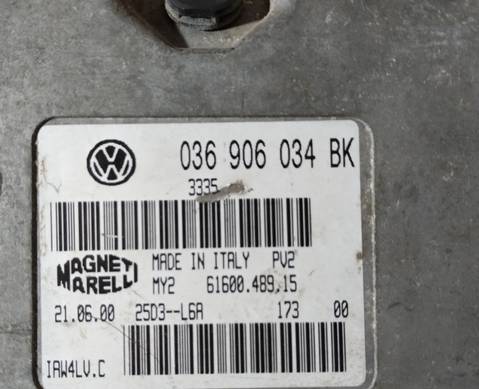 036 906 034 BK
3335
MADE IN ITALY PV2
MAGNETI MARELLI
MY2 61600.489,15
21.06.00 25D3--L6A 173 00
IAW4LV.C